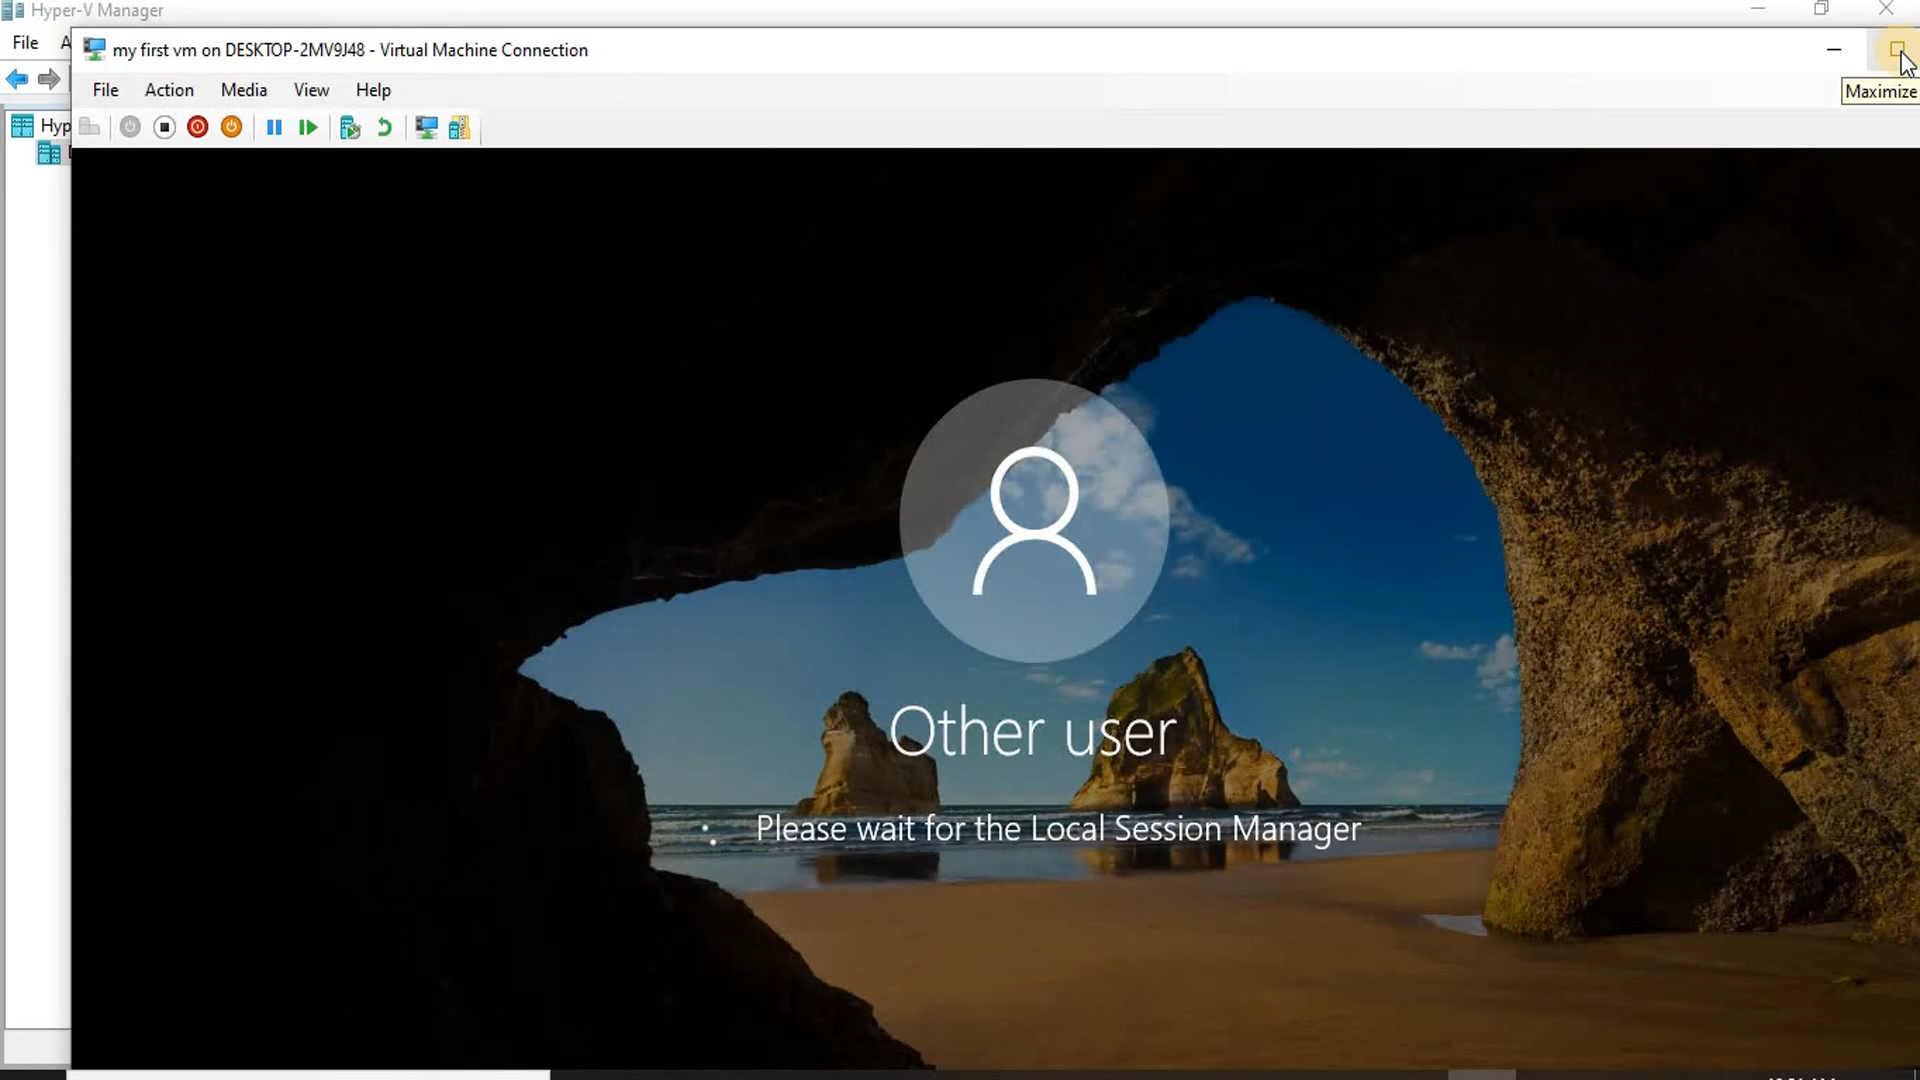 Hyper-V Manager
File
my first vm on DESKTOP-2MV9J48 - Virtual Machine Connection
Maximize
File Action Media View Help
Hyp
Other user
Please wait for the Local Session Manager